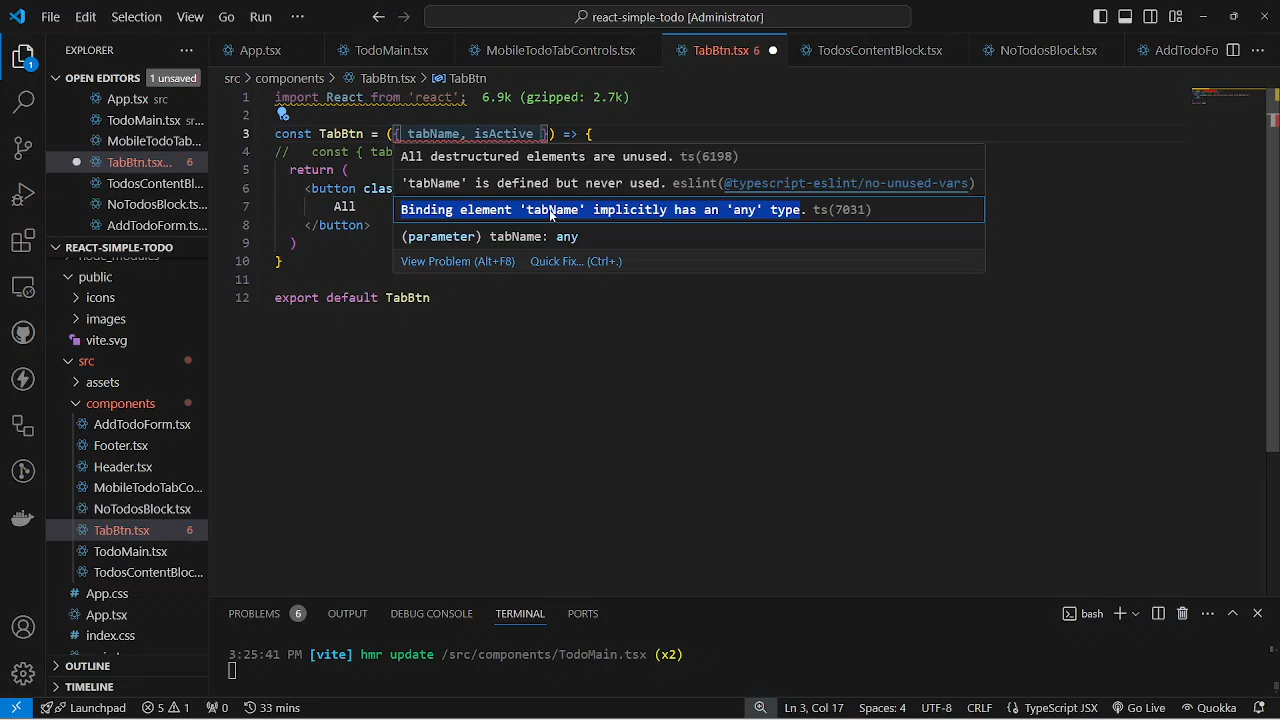 File Edit Selection View Go Run ···
react-simple-todo [Administrator]
EXPLORER ···
App.tsx
TodoMain.tsx
MobileTodoTabControls.tsx
TabBtn.tsx 6
TodosContentBlock.tsx
NoTodosBlock.tsx
AddTodoFo
OPEN EDITORS 1 unsaved
App.tsx src
TodoMain.tsx src...
MobileTodoTab...
TabBtn.tsx... 6
TodosContentBl...
AddTodoForm.ts...
REACT-SIMPLE-TODO
node_modules
public
icons
images
vite.svg
src
assets
components
AddTodoForm.tsx
Footer.tsx
Header.tsx
MobileTodoTabCo...
NoTodosBlock.tsx
TabBtn.tsx 6
TodoMain.tsx
TodosContentBloc...
App.css
App.tsx
index.css
OUTLINE
TIMELINE
1
src > components > TabBtn.tsx > TabBtn
1 import React from 'react'; 6.9k (gzipped: 2.7k)
2
3 const TabBtn = ({ tabName, isActive }) => {
4 // const { tab
5 return (
6 <button clas
7 All
8 </button>
9 )
10 }
11
12 export default TabBtn
All destructured elements are unused. ts(6198)
'tabName' is defined but never used. eslint(@typescript-eslint/no-unused-vars)
Binding element 'tabName' implicitly has an 'any' type. ts(7031)
(parameter) tabName: any
View Problem (Alt+F8) Quick Fix... (Ctrl+.)
PROBLEMS 6 OUTPUT DEBUG CONSOLE TERMINAL PORTS
bash
3:25:41 PM [vite] hmr update /src/components/TodoMain.tsx (x2)
Launchpad 5 1 0 33 mins
Ln 3, Col 17 Spaces: 4 UTF-8 CRLF TypeScript JSX Go Live Quokka